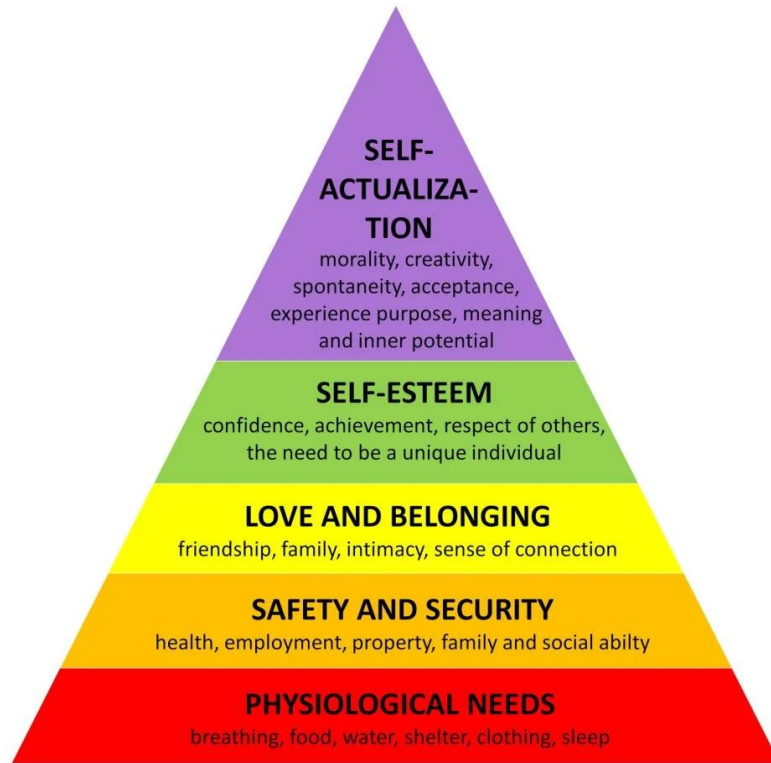 SELF-
ACTUALIZA-
TION
morality, creativity,
spontaneity, acceptance,
experience purpose, meaning
and inner potential
SELF-ESTEEM
confidence, achievement, respect of others,
the need to be a unique individual
LOVE AND BELONGING
friendship, family, intimacy, sense of connection
SAFETY AND SECURITY
health, employment, property, family and social abilty
PHYSIOLOGICAL NEEDS
breathing, food, water, shelter, clothing, sleep